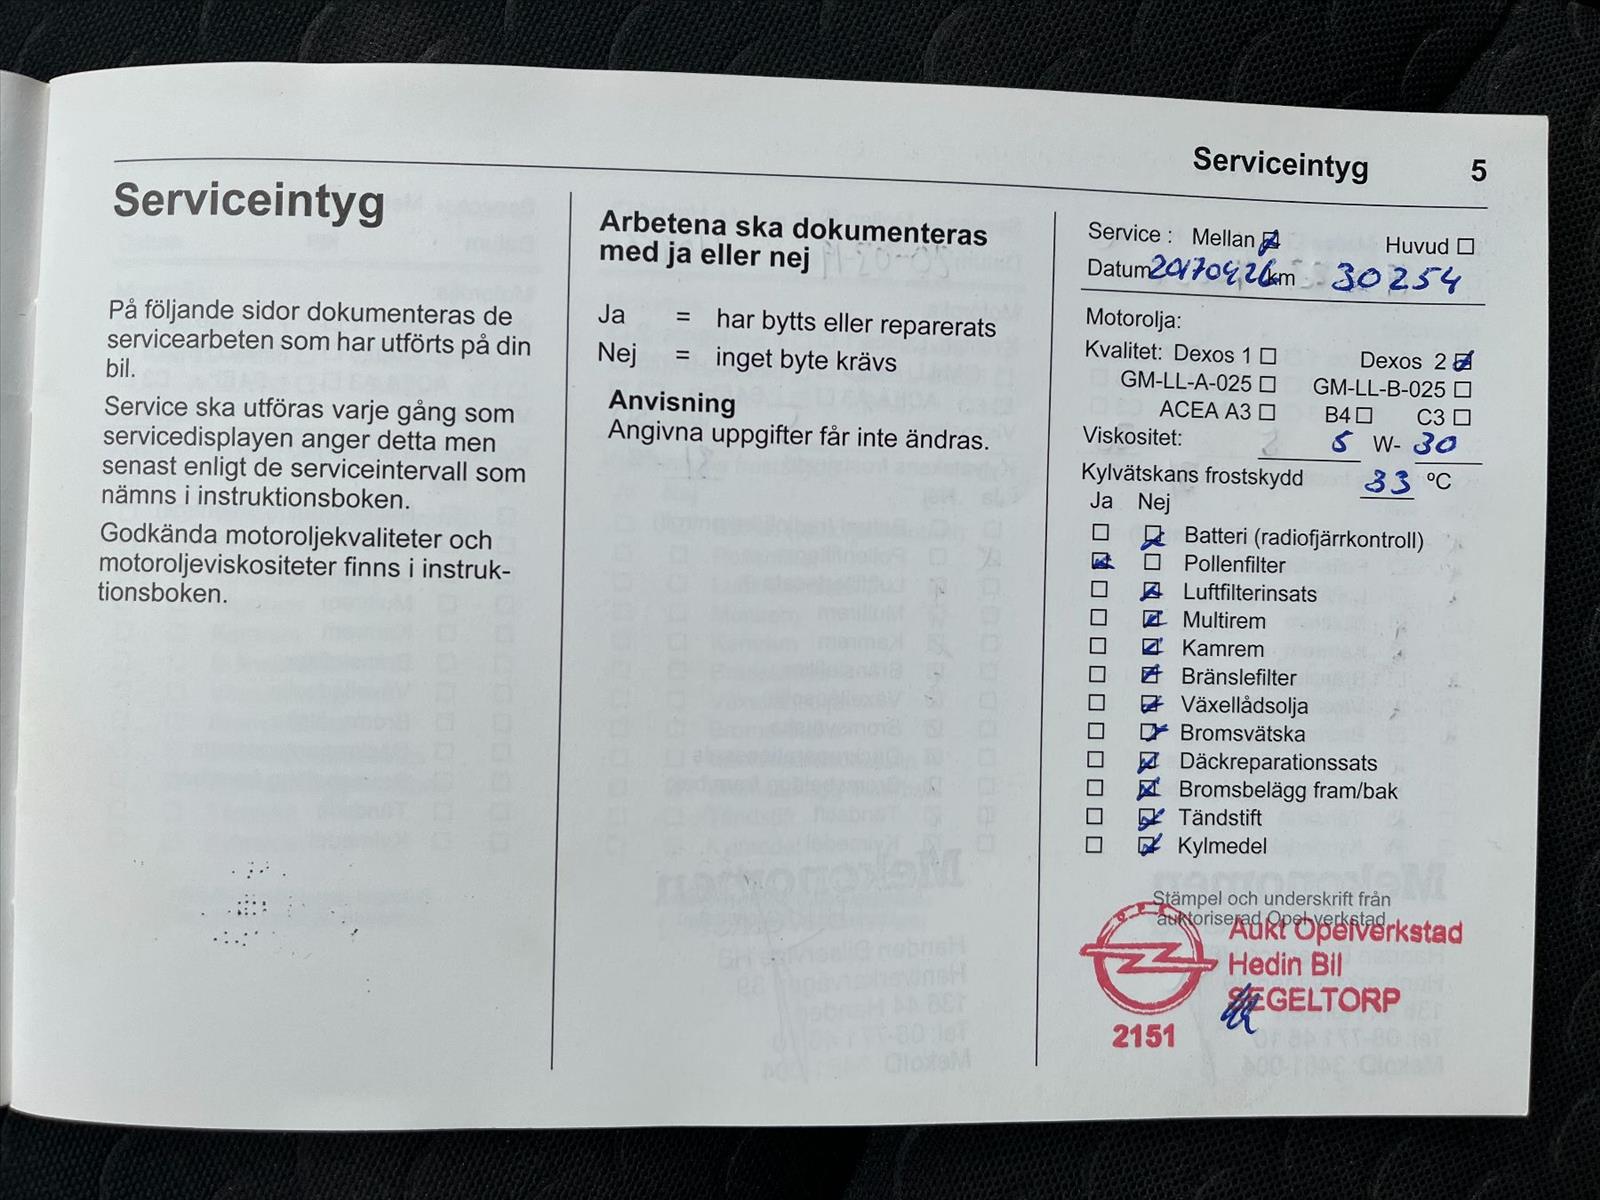 Serviceintyg 5
Serviceintyg
På följande sidor dokumenteras de
servicearbeten som har utförts på din
bil.
Service ska utföras varje gång som
servicedisplayen anger detta men
senast enligt de serviceintervall som
nämns i instruktionsboken.
Godkända motoroljekvaliteter och
motoroljeviskositeter finns i instruk-
tionsboken.
Arbetena ska dokumenteras
med ja eller nej
Ja = har bytts eller reparerats
Nej = inget byte krävs
Anvisning
Angivna uppgifter får inte ändras.
Service : Mellan Huvud
Datum 20170426 km 30254
Motorolja:
Kvalitet: Dexos 1 Dexos 2
GM-LL-A-025 GM-LL-B-025
ACEA A3 B4 C3
Viskositet: 5 W- 30
Kylvätskans frostskydd 33 ºC
Ja Nej
Batteri (radiofjärrkontroll)
Pollenfilter
Luftfilterinsats
Multirem
Kamrem
Bränslefilter
Växellådsolja
Bromsvätska
Däckreparationssats
Bromsbelägg fram/bak
Tändstift
Kylmedel
Stämpel och underskrift från
auktoriserad Opel-verkstad
Aukt Opelverkstad
Hedin Bil
SEGELTORP
2151